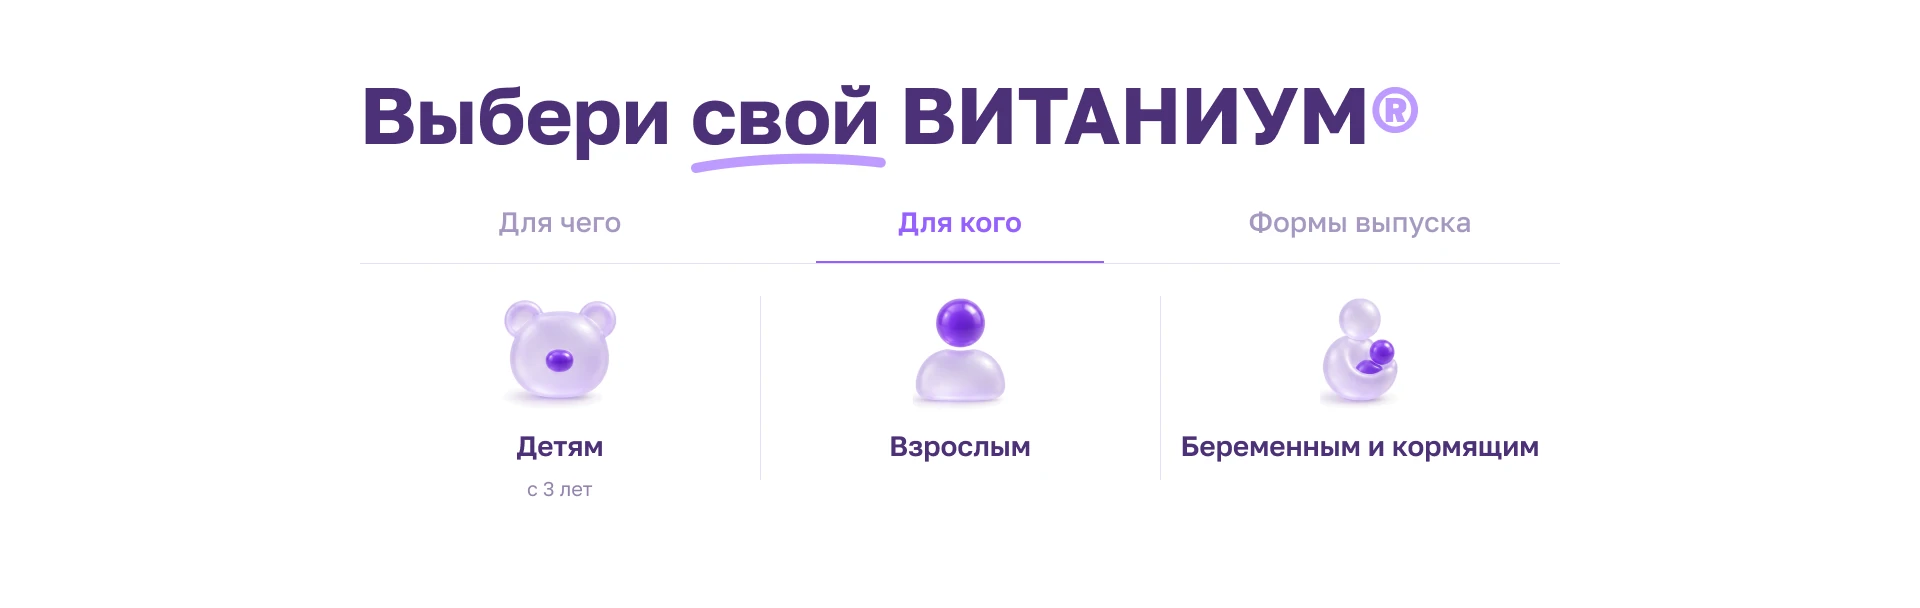 Выбери свой ВИТАНИУМ®
Для чего
Для кого
Формы выпуска
Детям
с 3 лет
Взрослым
Беременным и кормящим